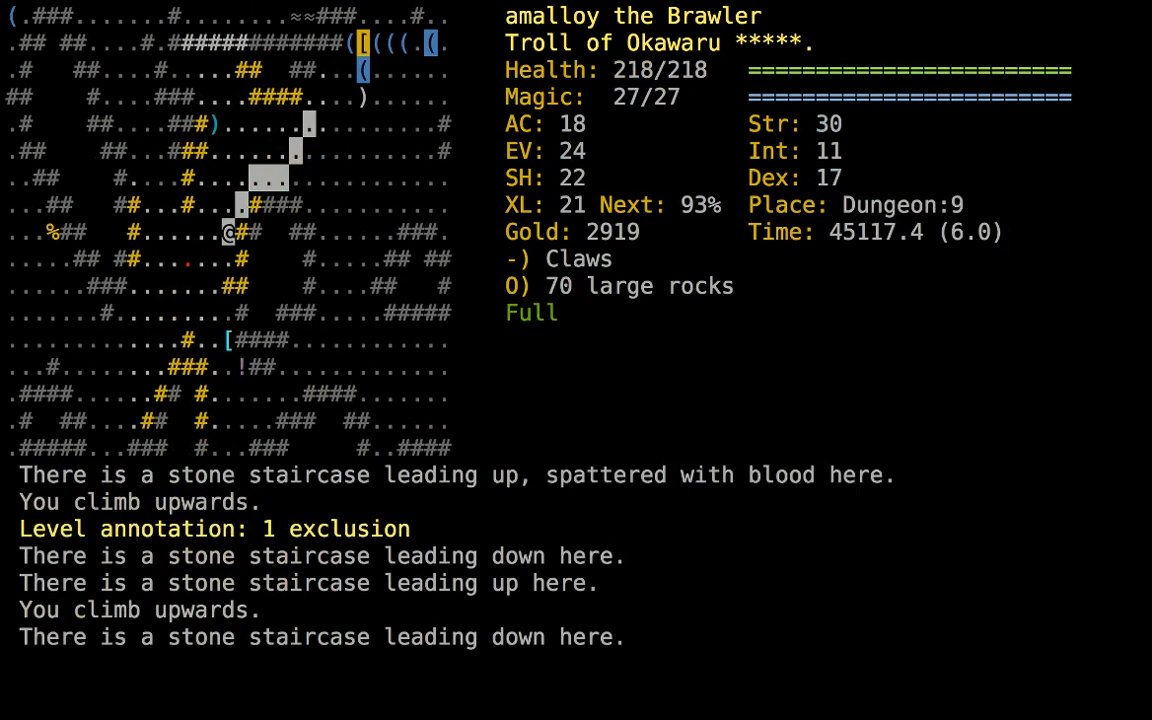 amalloy the Brawler
Troll of Okawaru *****.
Health: 218/218 ========================
Magic:  27/27 ========================
AC: 18 Str: 30
EV: 24 Int: 11
SH: 22 Dex: 17
XL: 21 Next: 93% Place: Dungeon:9
Gold: 2919 Time: 45117.4 (6.0)
-) Claws
O) 70 large rocks
Full
There is a stone staircase leading up, spattered with blood here.
You climb upwards.
Level annotation: 1 exclusion
There is a stone staircase leading down here.
There is a stone staircase leading up here.
You climb upwards.
There is a stone staircase leading down here.